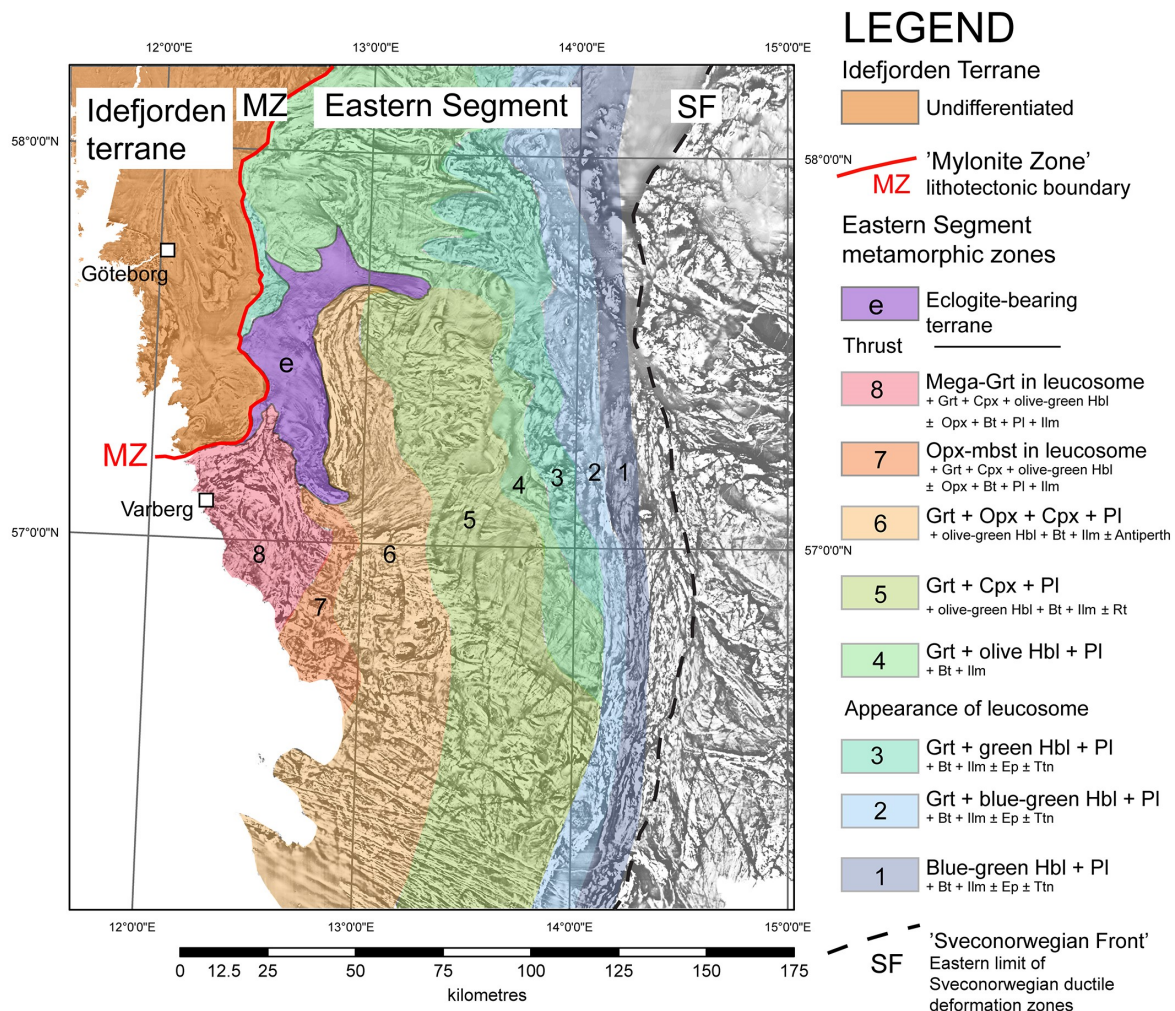 12°0'0"E
13°0'0"E
14°0'0"E
15°0'0"E
58°0'0"N
58°0'0"N
57°0'0"N
57°0'0"N
Idefjorden
terrane
MZ
Eastern Segment
SF
Göteborg
e
MZ
Varberg
8
7
6
5
4
3
2
1
12°0'0"E
13°0'0"E
14°0'0"E
15°0'0"E
0 12.5 25 50 75 100 125 150 175
kilometres
LEGEND
Idefjorden Terrane
Undifferentiated
'Mylonite Zone'
MZ lithotectonic boundary
Eastern Segment
metamorphic zones
e Eclogite-bearing
terrane
Thrust
8 Mega-Grt in leucosome
+ Grt + Cpx + olive-green Hbl
± Opx + Bt + Pl + Ilm
7 Opx-mbst in leucosome
+ Grt + Cpx + olive-green Hbl
± Opx + Bt + Pl + Ilm
6 Grt + Opx + Cpx + Pl
+ olive-green Hbl + Bt + Ilm ± Antiperth
5 Grt + Cpx + Pl
+ olive-green Hbl + Bt + Ilm ± Rt
4 Grt + olive Hbl + Pl
+ Bt + Ilm
Appearance of leucosome
3 Grt + green Hbl + Pl
+ Bt + Ilm ± Ep ± Ttn
2 Grt + blue-green Hbl + Pl
+ Bt + Ilm ± Ep ± Ttn
1 Blue-green Hbl + Pl
+ Bt + Ilm ± Ep ± Ttn
'Sveconorwegian Front'
SF Eastern limit of
Sveconorwegian ductile
deformation zones